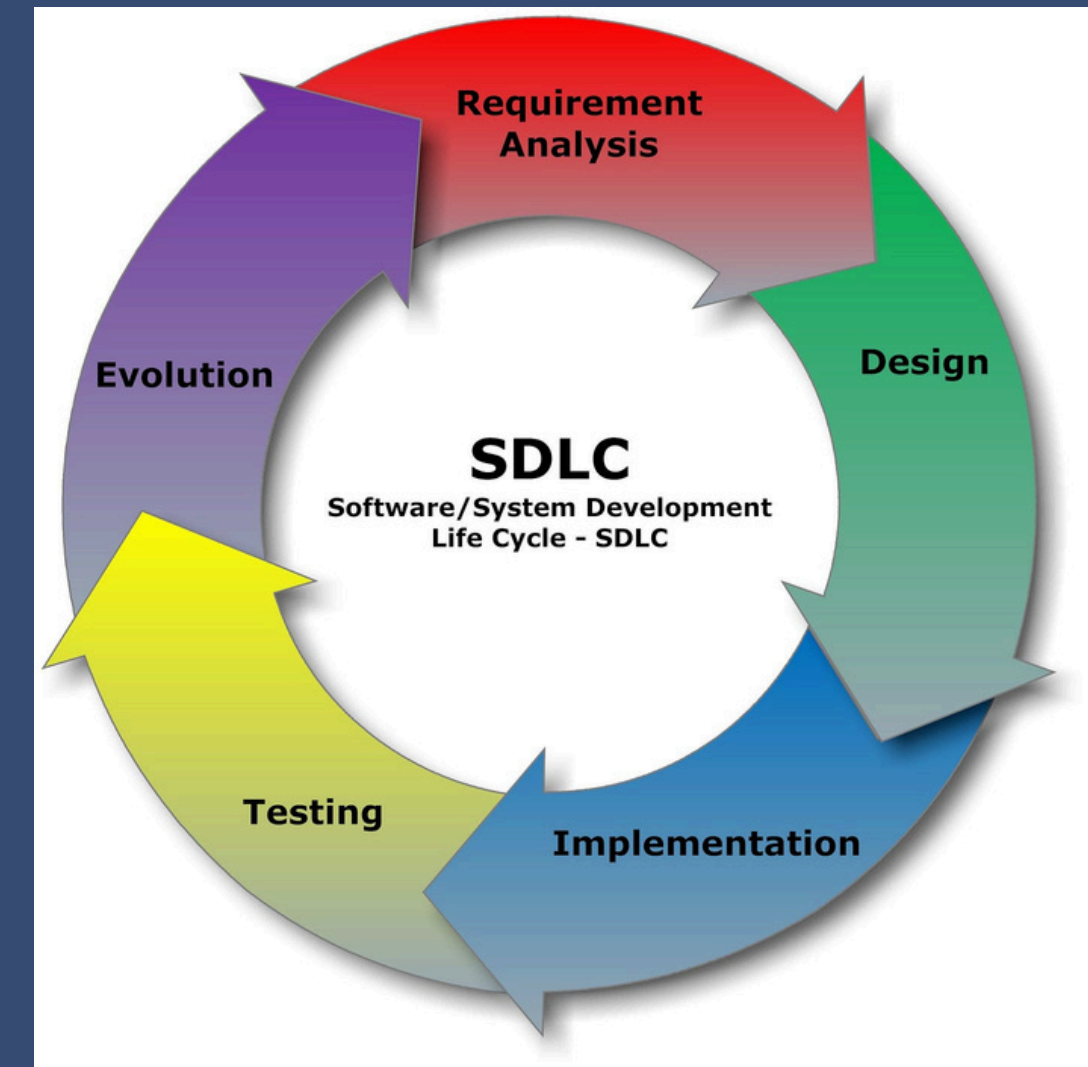 Requirement
Analysis
Design
Evolution
SDLC
Software/System Development
Life Cycle - SDLC
Testing
Implementation